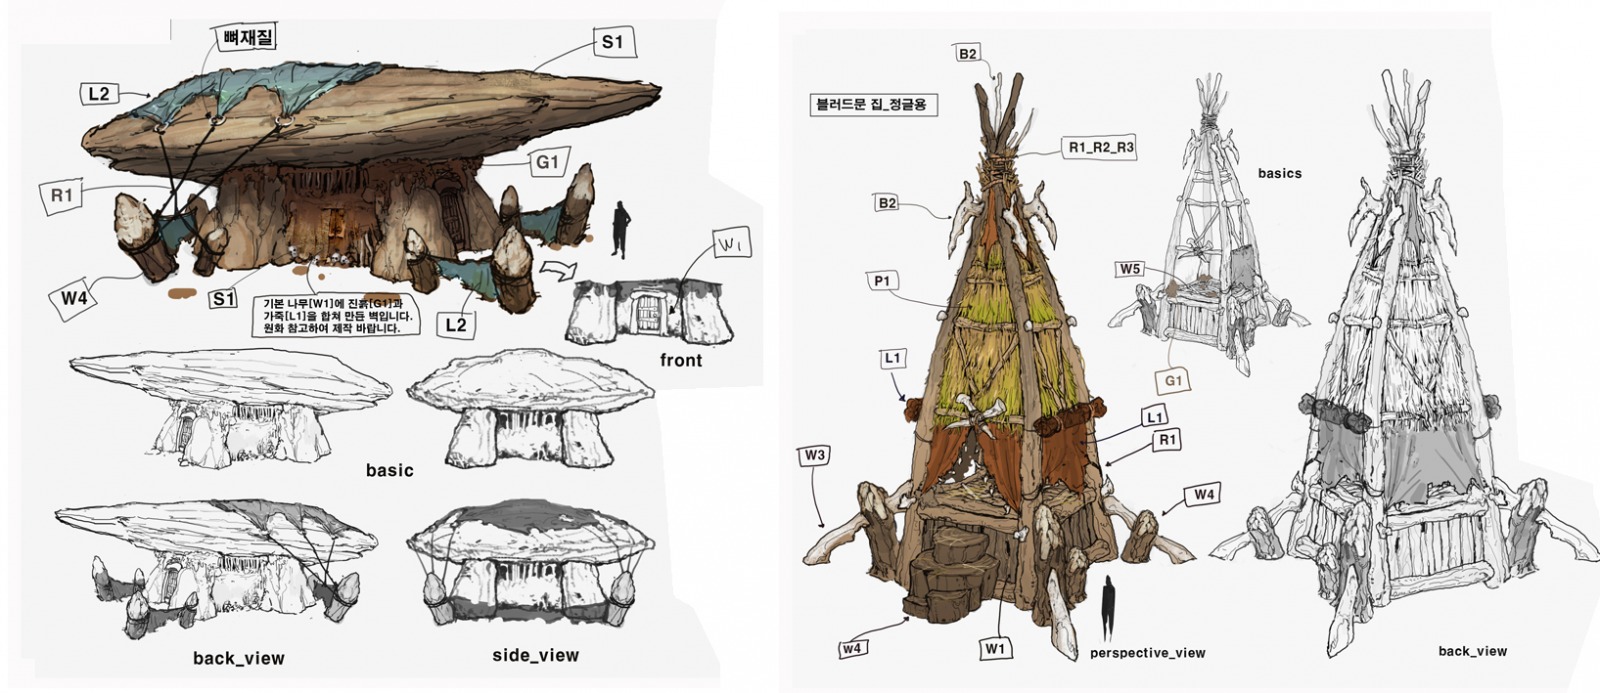 뼈재질
S1
L2
G1
R1
W1
W4
S1
기본 나무[W1]에 진흙[G1]과
가죽[L1]을 합쳐 만든 벽입니다.
원화 참고하여 제작 바랍니다.
L2
front
basic
back_view
side_view
B2
블러드문 집_정글용
R1_R2_R3
basics
B2
W5
P1
L1
G1
L1
R1
W3
W4
W4
W1
perspective_view
back_view